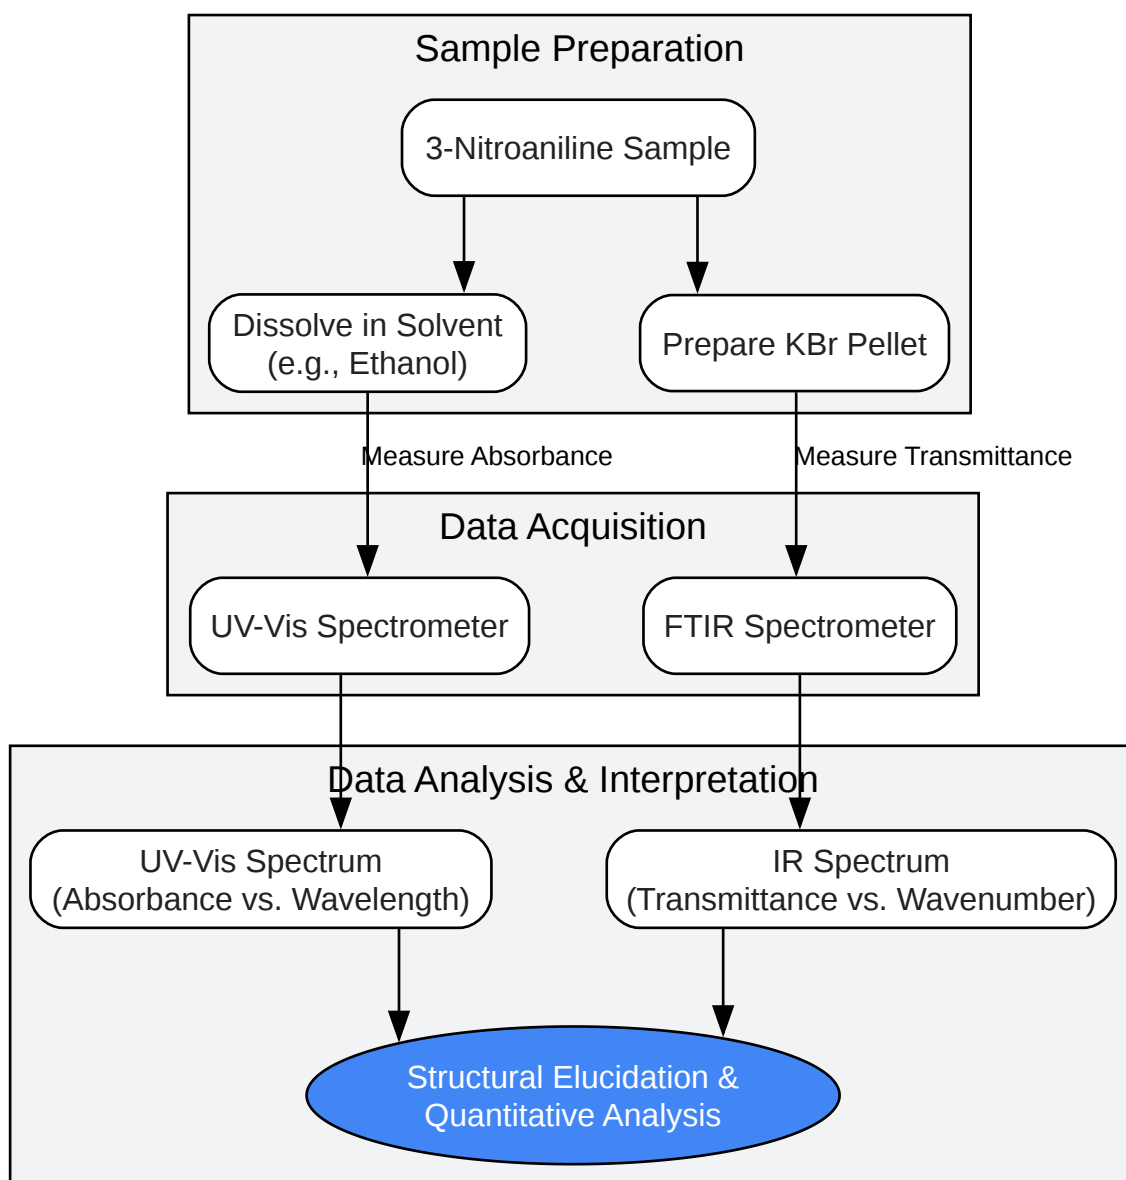 Sample Preparation
3-Nitroaniline Sample
Dissolve in Solvent
(e.g., Ethanol)
Prepare KBr Pellet
Measure Absorbance
Measure Transmittance
Data Acquisition
UV-Vis Spectrometer
FTIR Spectrometer
Data Analysis & Interpretation
UV-Vis Spectrum
(Absorbance vs. Wavelength)
IR Spectrum
(Transmittance vs. Wavenumber)
Structural Elucidation &
Quantitative Analysis